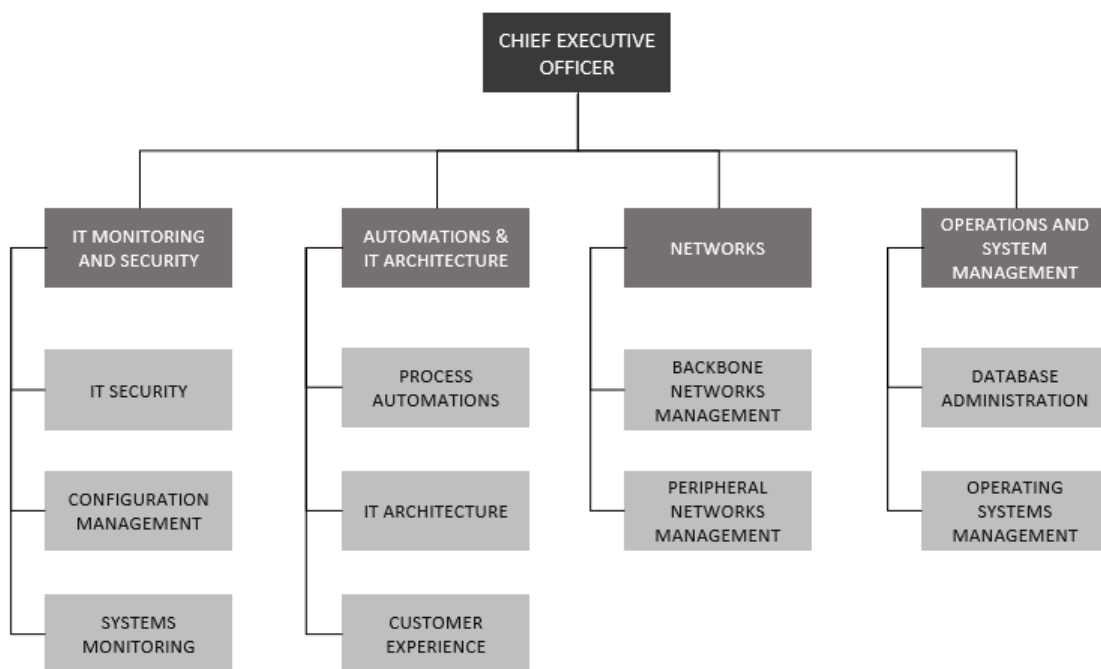 CHIEF EXECUTIVE
OFFICER
IT MONITORING
AND SECURITY
AUTOMATIONS &
IT ARCHITECTURE
NETWORKS
OPERATIONS AND
SYSTEM
MANAGEMENT
IT SECURITY
PROCESS
AUTOMATIONS
BACKBONE
NETWORKS
MANAGEMENT
DATABASE
ADMINISTRATION
CONFIGURATION
MANAGEMENT
IT ARCHITECTURE
PERIPHERAL
NETWORKS
MANAGEMENT
OPERATING
SYSTEMS
MANAGEMENT
SYSTEMS
MONITORING
CUSTOMER
EXPERIENCE